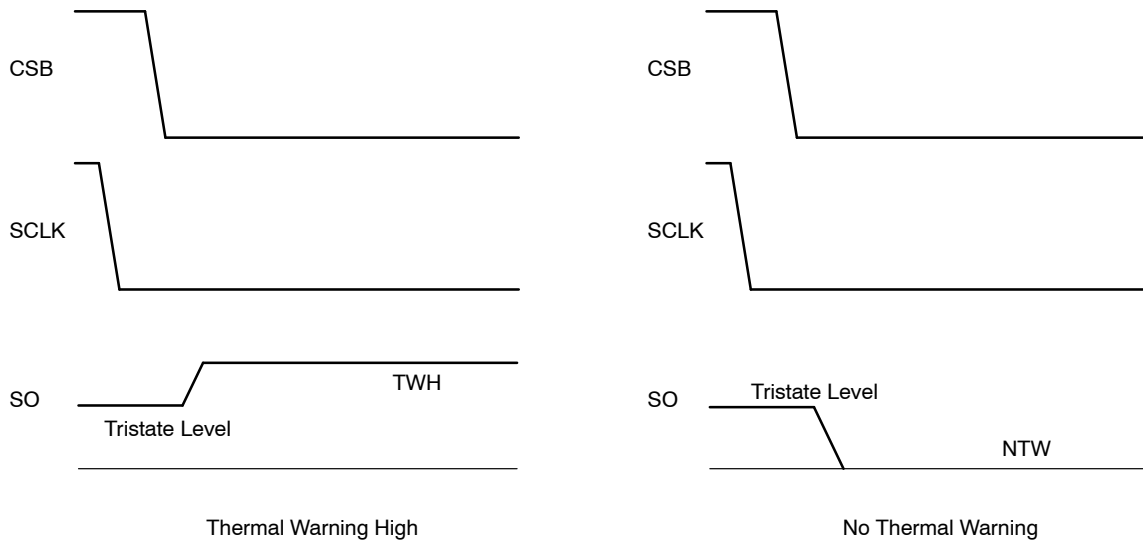 CSB
SCLK
SO
Tristate Level
TWH
Thermal Warning High
CSB
SCLK
SO
Tristate Level
NTW
No Thermal Warning